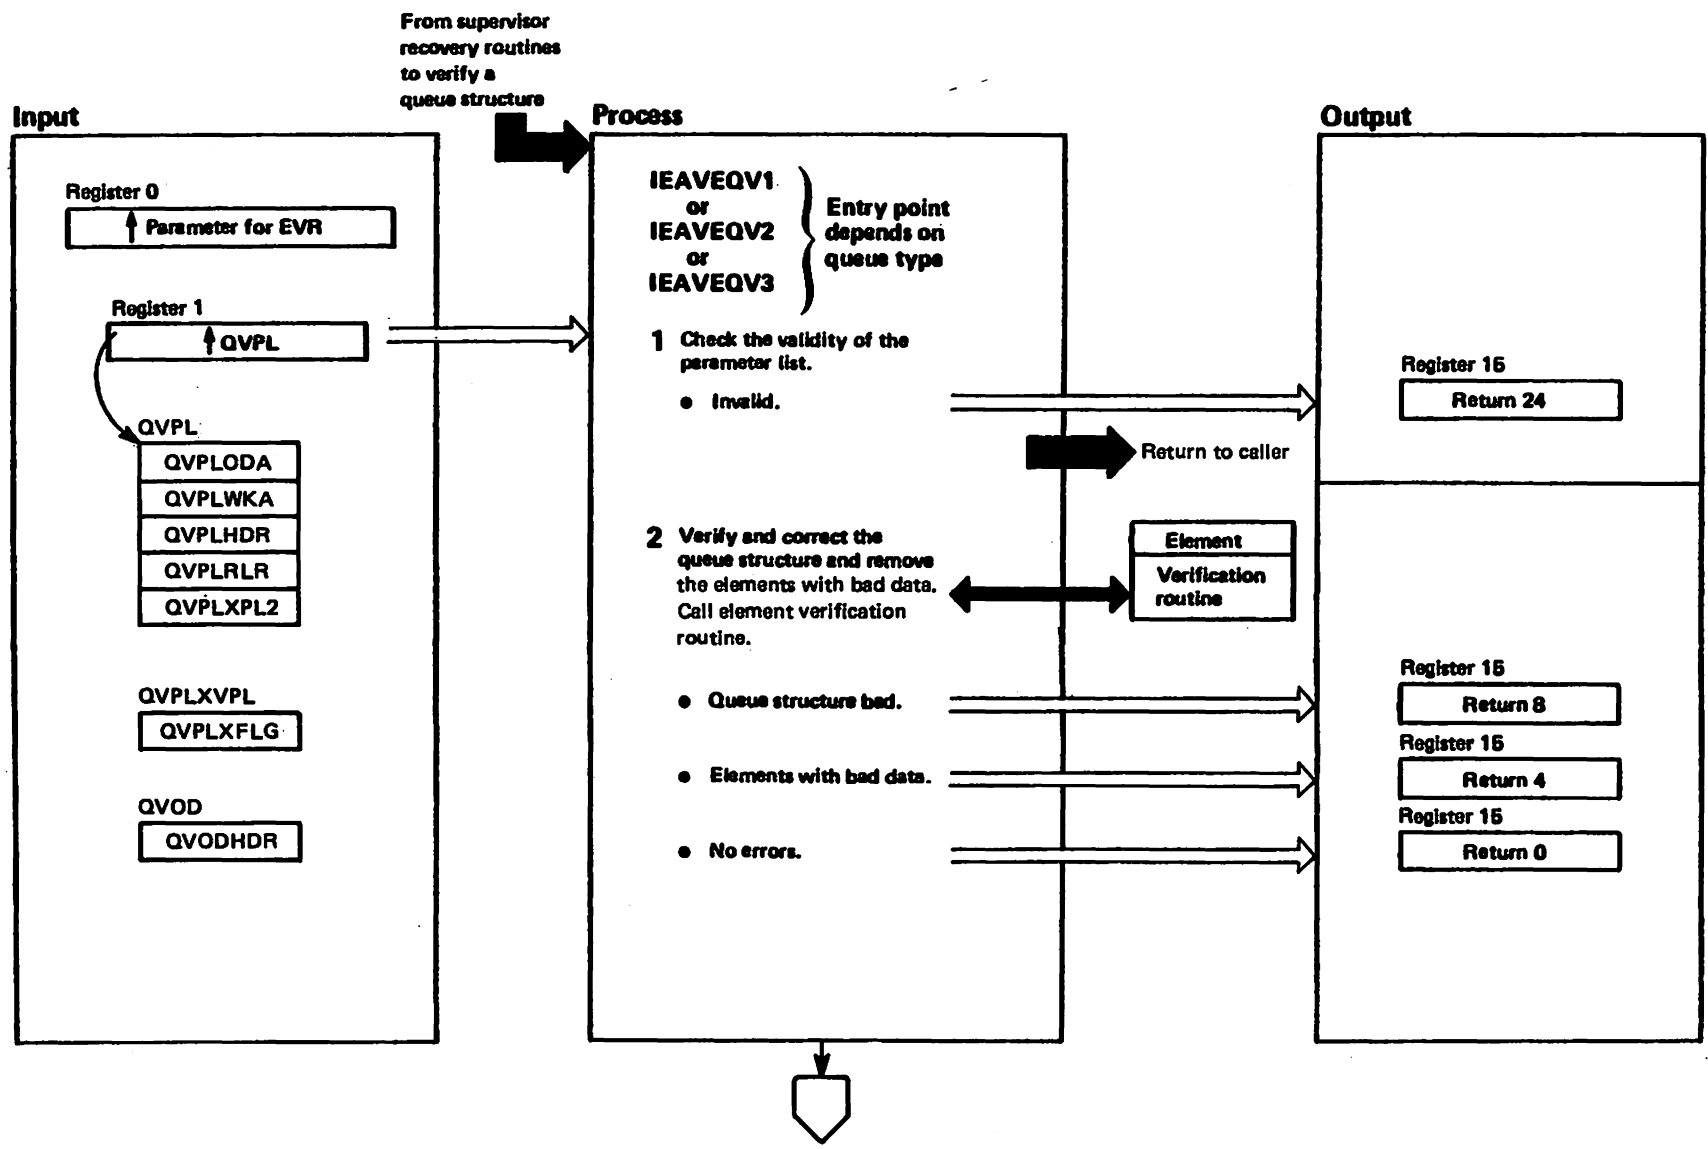 From supervisor
recovery routines
to verify a
queue structure
Input
Register 0
Parameter for EVR
Register 1
QVPL
QVPL
QVPLODA
QVPLWKA
QVPLHDR
QVPLRLR
QVPLXPL2
QVPLXVPL
QVPLXFLG
QVOD
QVODHDR
Process
IEAVEQV1
or
IEAVEQV2
or
IEAVEQV3
Entry point
depends on
queue type
1 Check the validity of the
parameter list.
• Invalid.
Return to caller
2 Verify and correct the
queue structure and remove
the elements with bad data.
Call element verification
routine.
Element
Verification
routine
• Queue structure bad.
• Elements with bad data.
• No errors.
Output
Register 15
Return 24
Register 15
Return 8
Register 15
Return 4
Register 15
Return 0